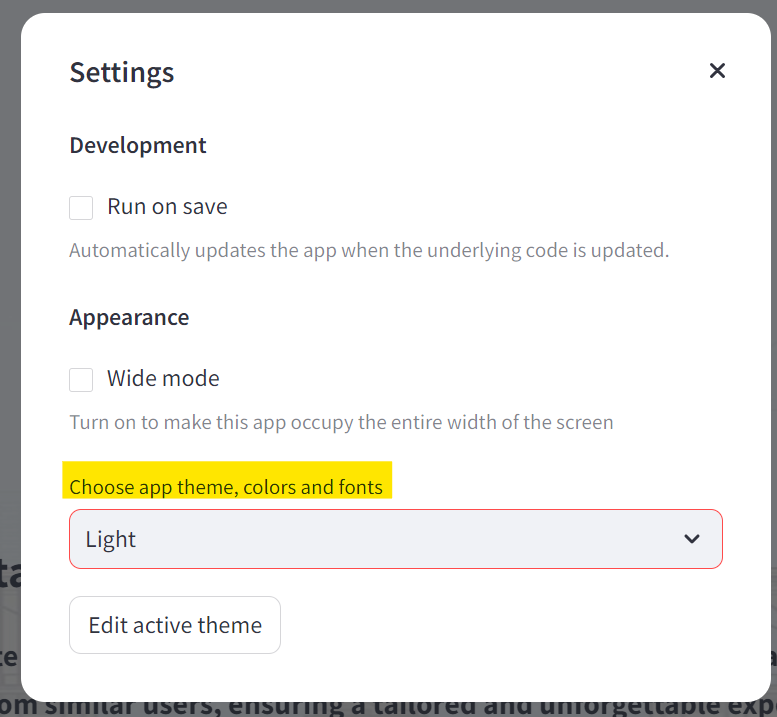 Settings
Development
Run on save
Automatically updates the app when the underlying code is updated.
Appearance
Wide mode
Turn on to make this app occupy the entire width of the screen
Choose app theme, colors and fonts
Light
Edit active theme
om similar users, ensuring a tailored and unforgettable exp